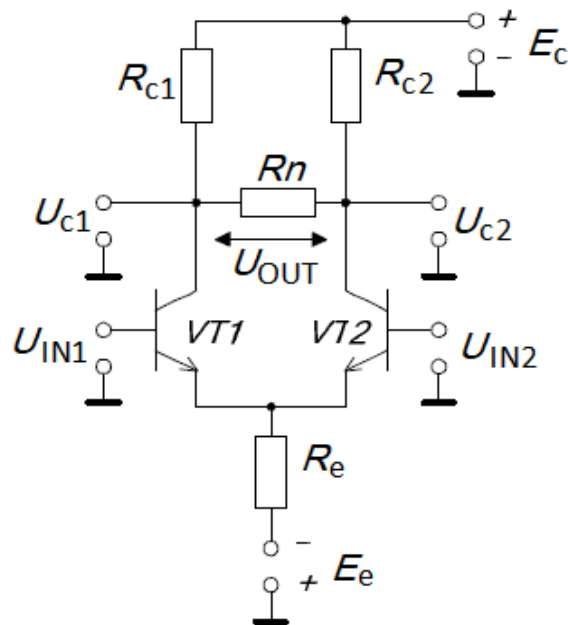 +
Rc1
Rc2
- Ec
Rn
Uc1
Uc2
UOUT
VT1
VT2
UIN1
UIN2
Re
-
+ Ee